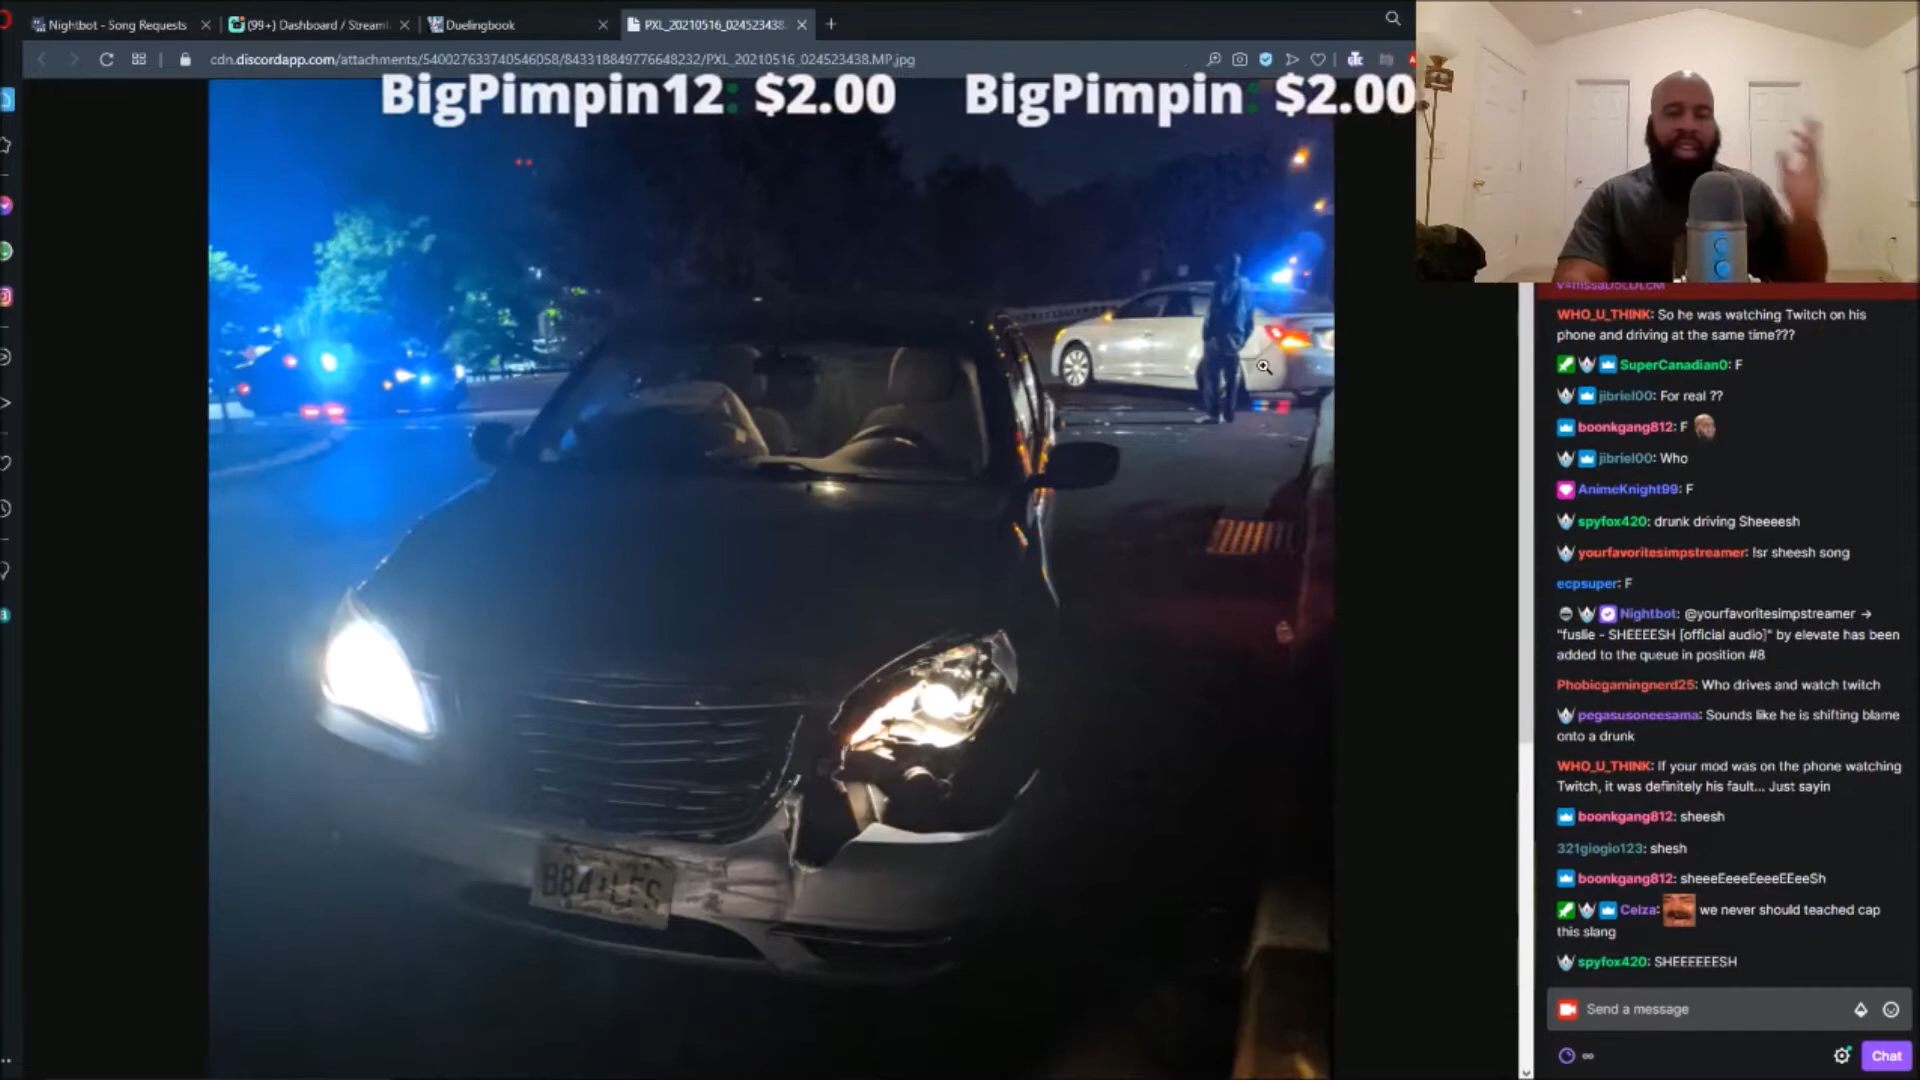 Nightbot - Song Requests
(99+) Dashboard / Streaml
Duelingbook
PXL_20210516_024523438
cdn.discordapp.com/attachments/540027633740546058/843318849776648232/PXL_20210516_024523438.MP.jpg
BigPimpin12: $2.00 BigPimpin: $2.00
WHO_U_THINK: So he was watching Twitch on his
phone and driving at the same time???
SuperCanadian0: F
jibriel00: For real ??
boonkgang812: F
jibriel00: Who
AnimeKnight99: F
spyfox420: drunk driving Sheeeesh
yourfavoritesimpstreamer: !sr sheesh song
ecpsuper: F
Nightbot: @yourfavoritesimpstreamer →
"fuslie - SHEEEESH [official audio]" by elevate has been
added to the queue in position #8
Phobicgamingnerd25: Who drives and watch twitch
pegasusoneesama: Sounds like he is shifting blame
onto a drunk
WHO_U_THINK: If your mod was on the phone watching
Twitch, it was definitely his fault... Just sayin
boonkgang812: sheesh
321giogio123: shesh
boonkgang812: sheeeEeeeEeeeEEeeSh
Ceiza: we never should teached cap
this slang
spyfox420: SHEEEEEESH
Send a message
Chat